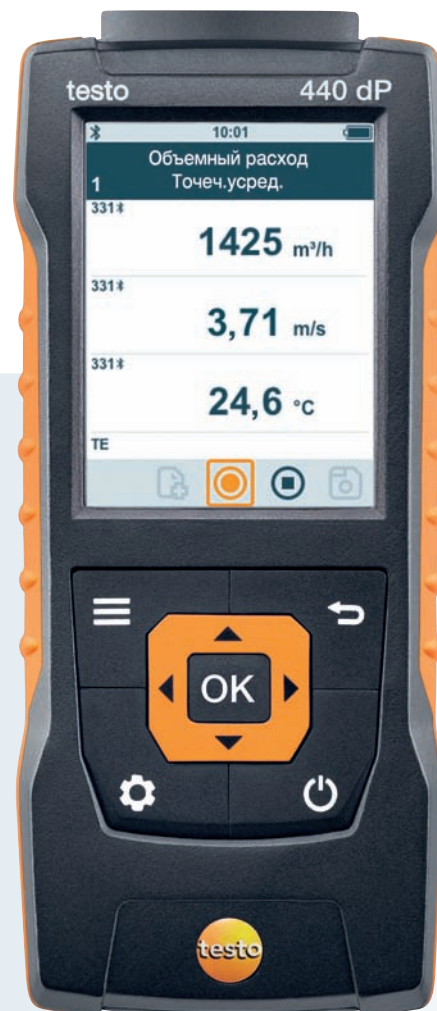 testo 440 dP
10:01
Объемный расход
1 Точеч.усред.
331
1425 m³/h
331
3,71 m/s
331
24,6 °C
TE
OK
testo